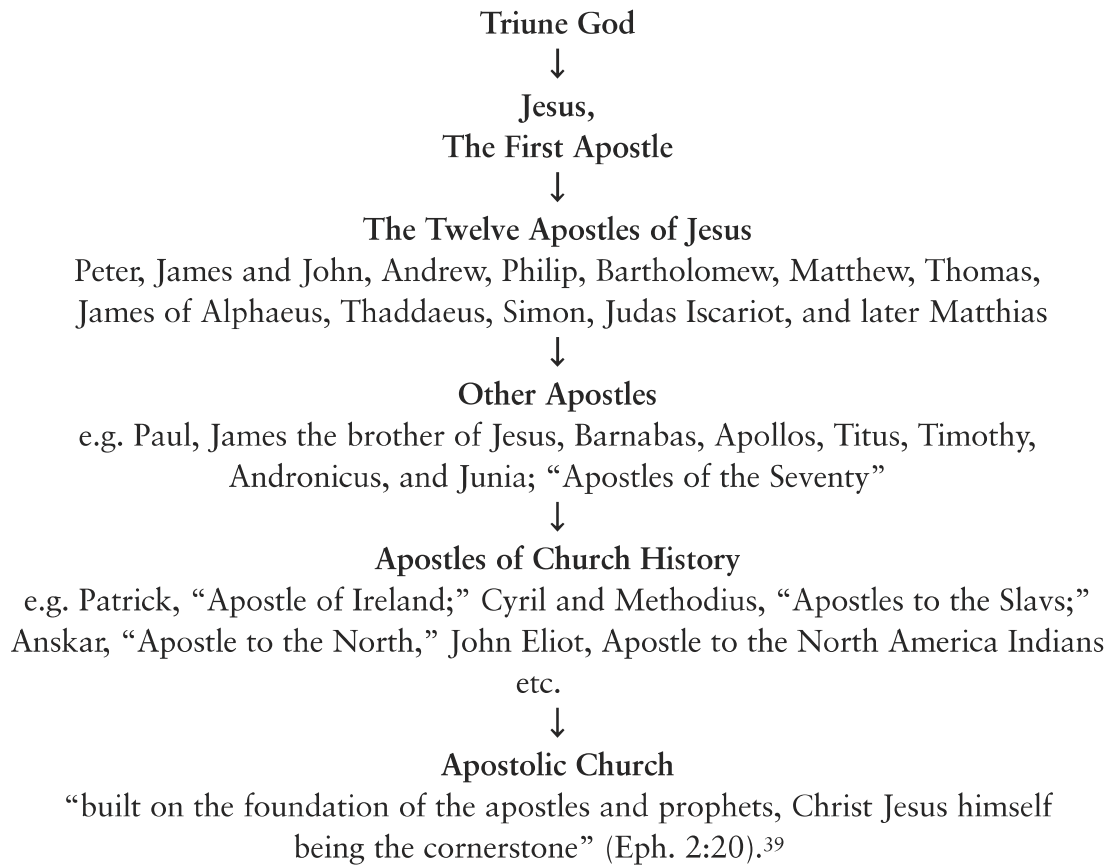 Triune God
↓
Jesus,
The First Apostle
↓
The Twelve Apostles of Jesus
Peter, James and John, Andrew, Philip, Bartholomew, Matthew, Thomas,
James of Alphaeus, Thaddaeus, Simon, Judas Iscariot, and later Matthias
↓
Other Apostles
e.g. Paul, James the brother of Jesus, Barnabas, Apollos, Titus, Timothy,
Andronicus, and Junia; “Apostles of the Seventy”
↓
Apostles of Church History
e.g. Patrick, “Apostle of Ireland;” Cyril and Methodius, “Apostles to the Slavs;”
Anskar, “Apostle to the North,” John Eliot, Apostle to the North America Indians
etc.
↓
Apostolic Church
“built on the foundation of the apostles and prophets, Christ Jesus himself
being the cornerstone” (Eph. 2:20).39